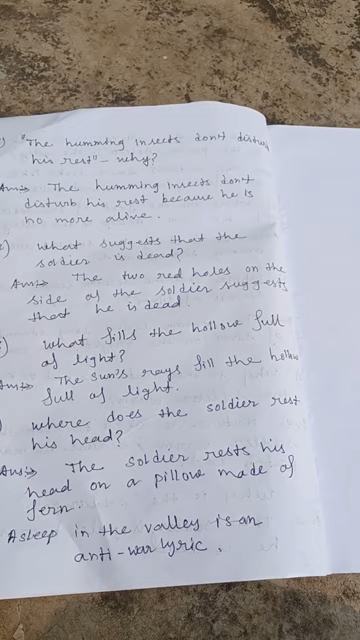 ) "The humming insects don't disturb
his rest" - why?
Ans:- The humming insects don't
disturb his rest because he is
no more alive.
) what suggests that the
soldier is dead?
Ans:- The two red holes on the
side of the soldier suggests
that he is dead.
) what fills the hollow full
of light?
Ans:- The sun's rays fill the hollow
full of light.
) where does the soldier rest
his head?
Ans:- The soldier rests his
head on a pillow made of
fern.
Asleep in the valley is an
anti-war lyric.